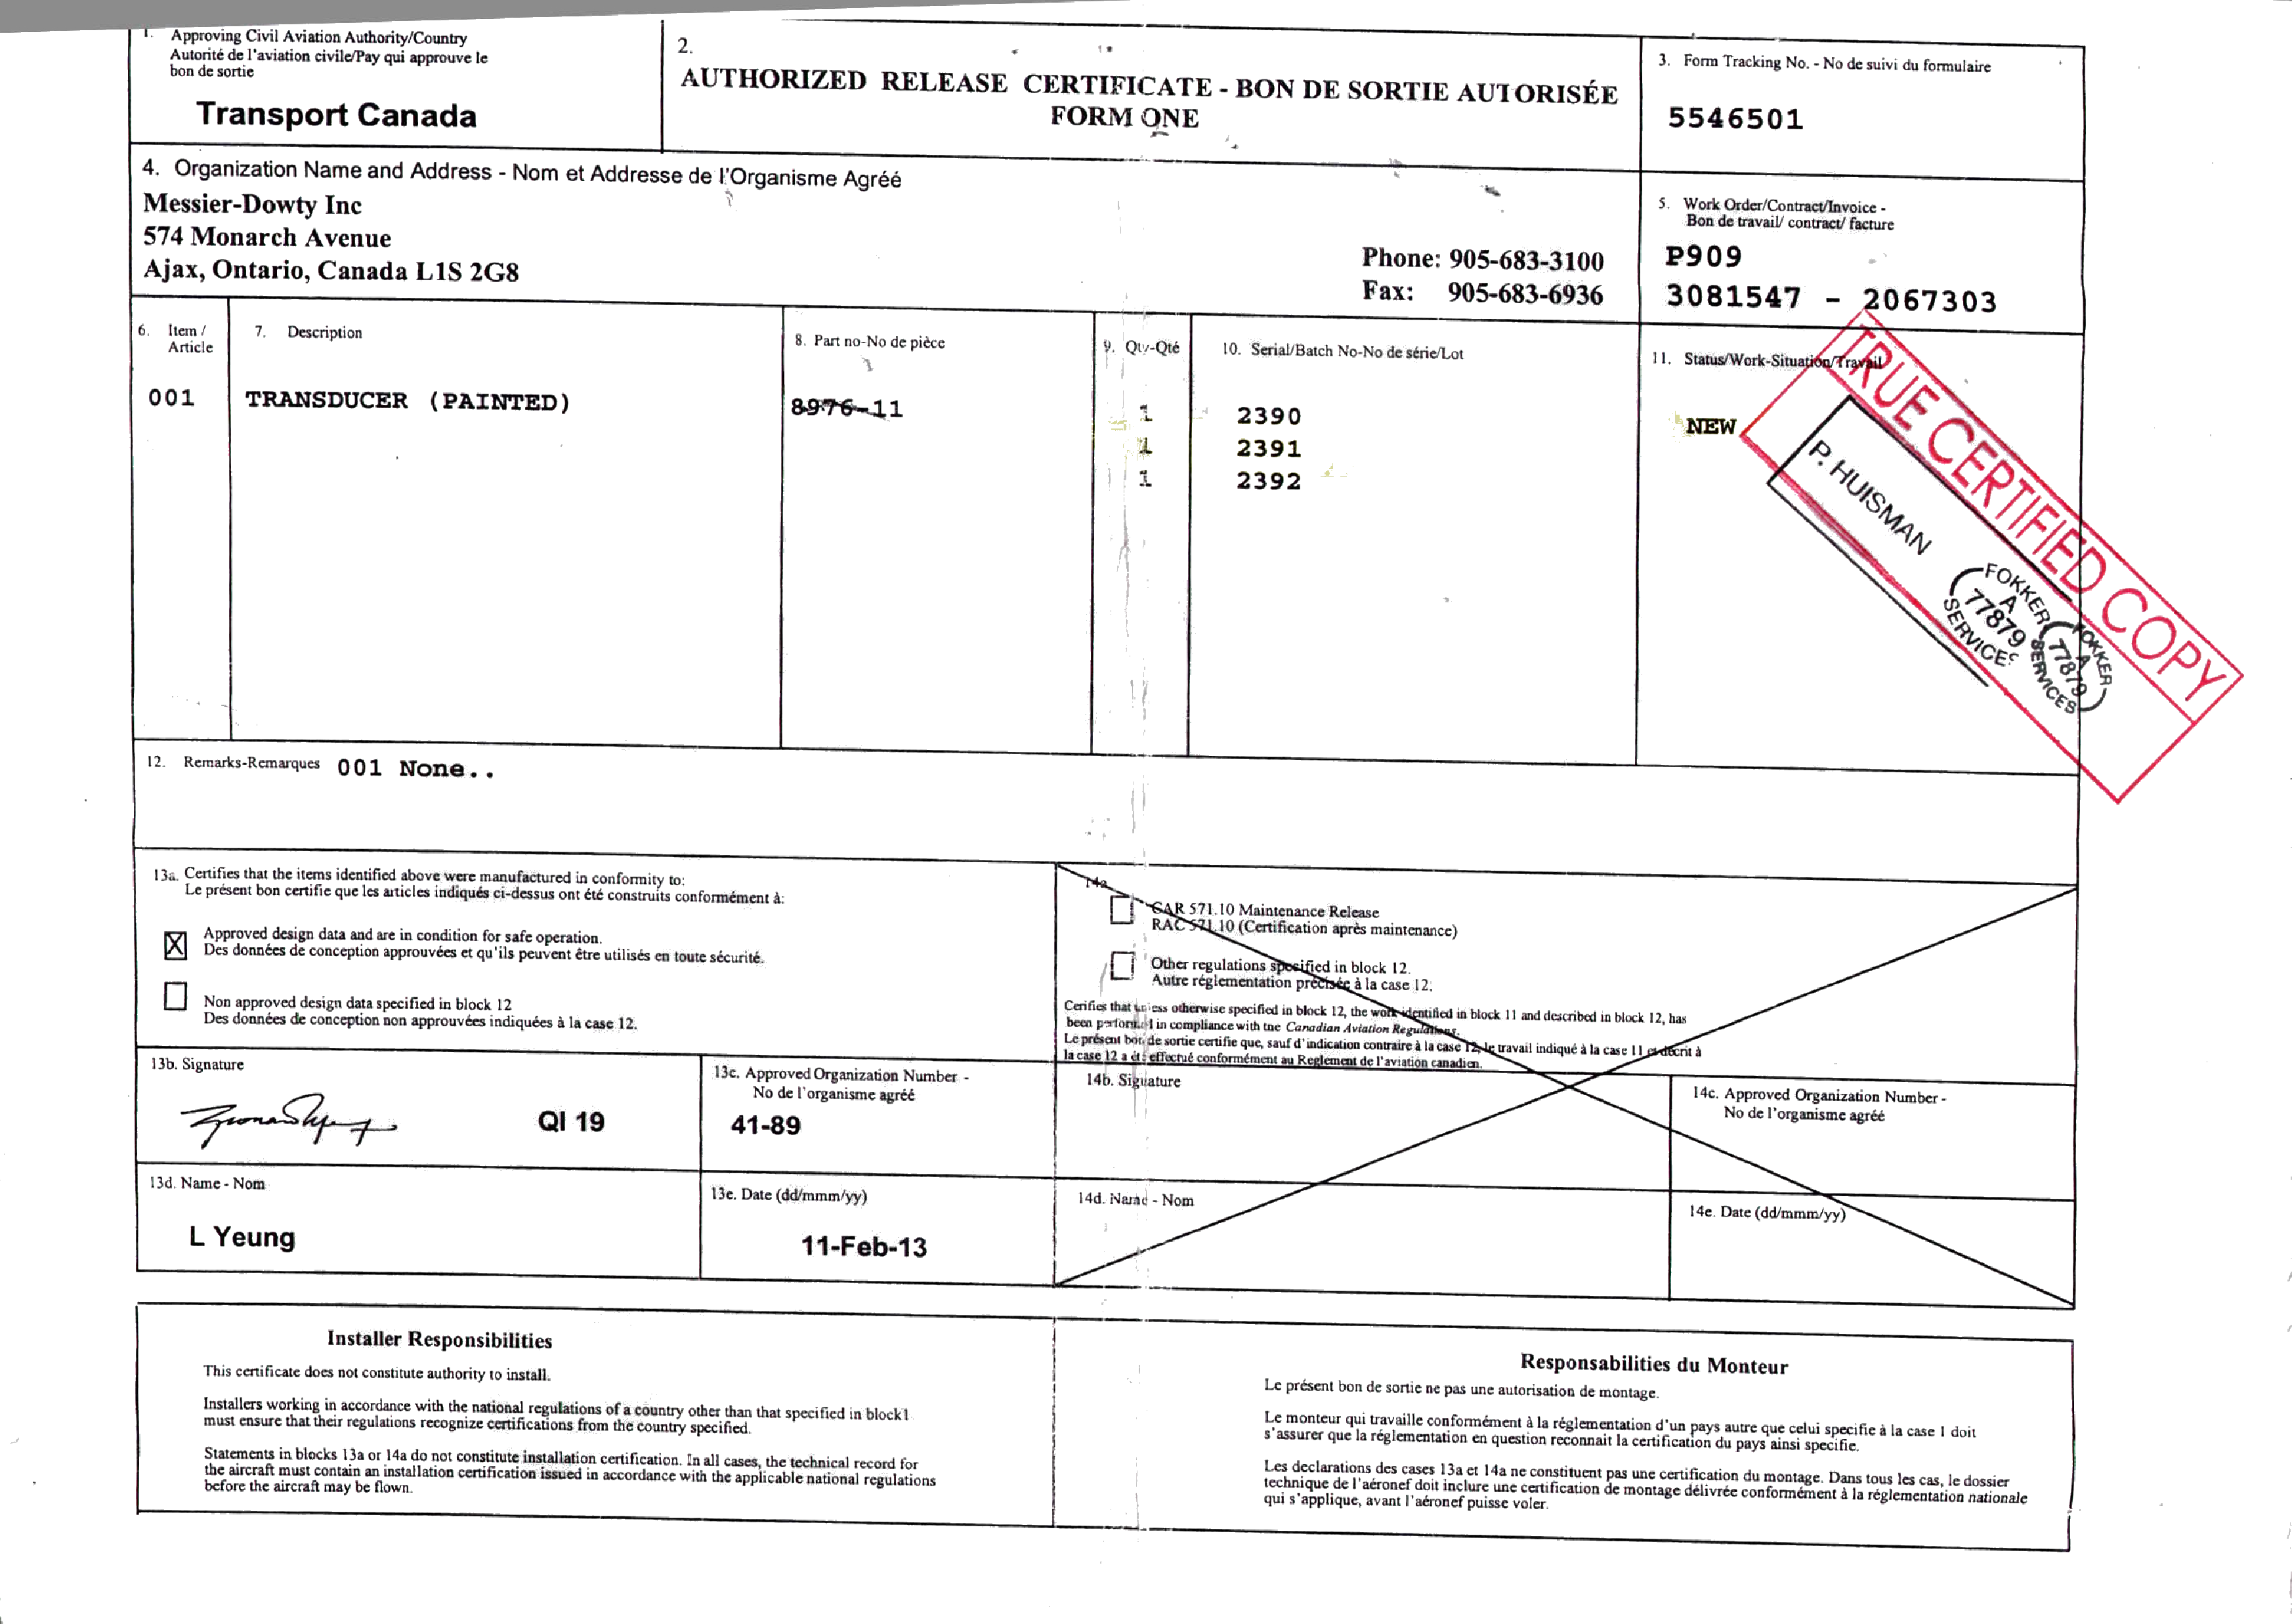 1. Approving Civil Aviation Authority/Country
Autorité de l'aviation civile/Pay qui approuve le
bon de sortie
Transport Canada
2.
AUTHORIZED RELEASE CERTIFICATE - BON DE SORTIE AUTORISÉE
FORM ONE
3. Form Tracking No. - No de suivi du formulaire
5546501
4. Organization Name and Address - Nom et Addresse de l'Organisme Agréé
Messier-Dowty Inc
574 Monarch Avenue
Ajax, Ontario, Canada L1S 2G8
Phone: 905-683-3100
Fax: 905-683-6936
5. Work Order/Contract/Invoice -
Bon de travail/ contract/ facture
P909
3081547 - 2067303
6. Item / Article
7. Description
8. Part no-No de pièce
9. Qty-Qté
10. Serial/Batch No-No de série/Lot
11. Status/Work-Situation/Travail
001 TRANSDUCER (PAINTED) 8976-11 1 2390 NEW
1 2391
1 2392
TRUE CERTIFIED COPY
P. HUISMAN
FOKKER
A
77879
SERVICES
FOKKER
A
77879
SERVICES
12. Remarks-Remarques 001 None..
13a. Certifies that the items identified above were manufactured in conformity to:
Le présent bon certifie que les articles indiqués ci-dessus ont été construits conformément à:
X Approved design data and are in condition for safe operation.
Des données de conception approuvées et qu'ils peuvent être utilisés en toute sécurité.
Non approved design data specified in block 12
Des données de conception non approuvées indiquées à la case 12.
14a.
CAR 571.10 Maintenance Release
RAC 571.10 (Certification après maintenance)
Other regulations specified in block 12.
Autre réglementation précisée à la case 12.
Cerifies that unless otherwise specified in block 12, the work identified in block 11 and described in block 12, has
been performed in compliance with the Canadian Aviation Regulations.
Le présent bon de sortie certifie que, sauf d'indication contraire à la case 12, le travail indiqué à la case 11 et décrit à
la case 12 a été effectué conformément au Reglement de l'aviation canadien.
13b. Signature
QI 19
13c. Approved Organization Number -
No de l'organisme agréé
41-89
14b. Signature
14c. Approved Organization Number -
No de l'organisme agréé
13d. Name - Nom
L Yeung
13e. Date (dd/mmm/yy)
11-Feb-13
14d. Name - Nom
14e. Date (dd/mmm/yy)
Installer Responsibilities
This certificate does not constitute authority to install.
Installers working in accordance with the national regulations of a country other than that specified in block1
must ensure that their regulations recognize certifications from the country specified.
Statements in blocks 13a or 14a do not constitute installation certification. In all cases, the technical record for
the aircraft must contain an installation certification issued in accordance with the applicable national regulations
before the aircraft may be flown.
Responsabilities du Monteur
Le présent bon de sortie ne pas une autorisation de montage.
Le monteur qui travaille conformément à la réglementation d'un pays autre que celui specifie à la case 1 doit
s'assurer que la réglementation en question reconnait la certification du pays ainsi specifie.
Les declarations des cases 13a et 14a ne constituent pas une certification du montage. Dans tous les cas, le dossier
technique de l'aéronef doit inclure une certification de montage délivrée conformément à la réglementation nationale
qui s'applique, avant l'aéronef puisse voler.